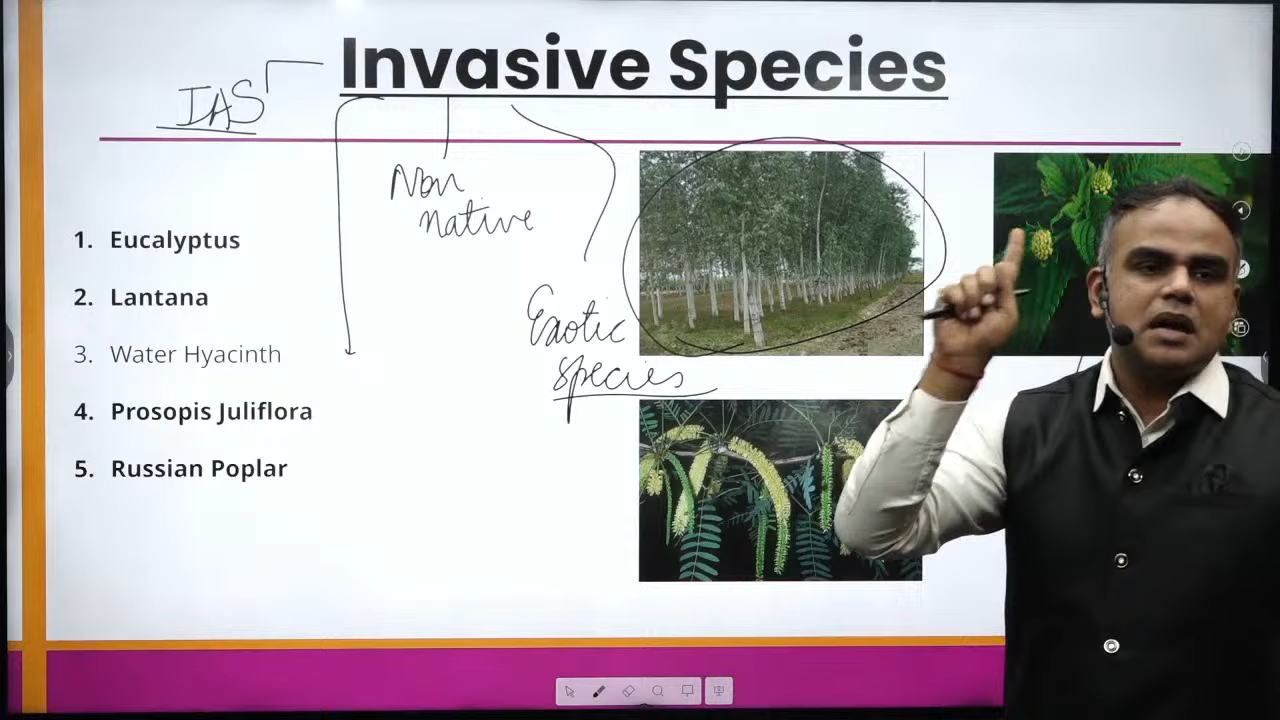 Invasive Species
IAS
Non
native
Exotic
species
1. Eucalyptus
2. Lantana
3. Water Hyacinth
4. Prosopis Juliflora
5. Russian Poplar